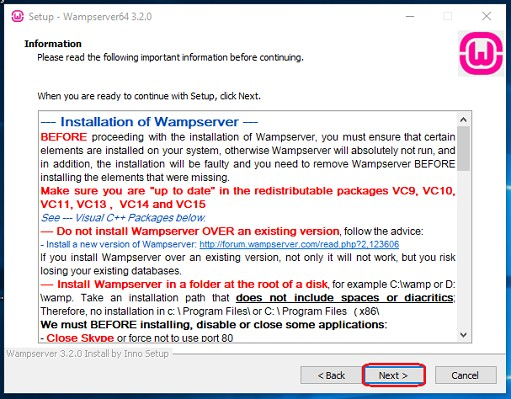 Setup - Wampserver64 3.2.0
Information
Please read the following important information before continuing.
When you are ready to continue with Setup, click Next.
--- Installation of Wampserver ---
BEFORE proceeding with the installation of Wampserver, you must ensure that certain
elements are installed on your system, otherwise Wampserver will absolutely not run, and
in addition, the installation will be faulty and you need to remove Wampserver BEFORE
installing the elements that were missing.
Make sure you are "up to date" in the redistributable packages VC9, VC10,
VC11, VC13 , VC14 and VC15
See --- Visual C++ Packages below.
— Do not install Wampserver OVER an existing version, follow the advice:
- Install a new version of Wampserver: http://forum.wampserver.com/read.php?2,123606
If you install Wampserver over an existing version, not only it will not work, but you risk
losing your existing databases.
— Install Wampserver in a folder at the root of a disk, for example C:\wamp or D:
\wamp. Take an installation path that does not include spaces or diacritics;
Therefore, no installation in c: \ Program Files\ or C: \ Program Files (x86\
We must BEFORE installing, disable or close some applications:
- Close Skype or force not to use port 80
Wampserver 3.2.0 Install by Inno Setup
< Back
Next >
Cancel